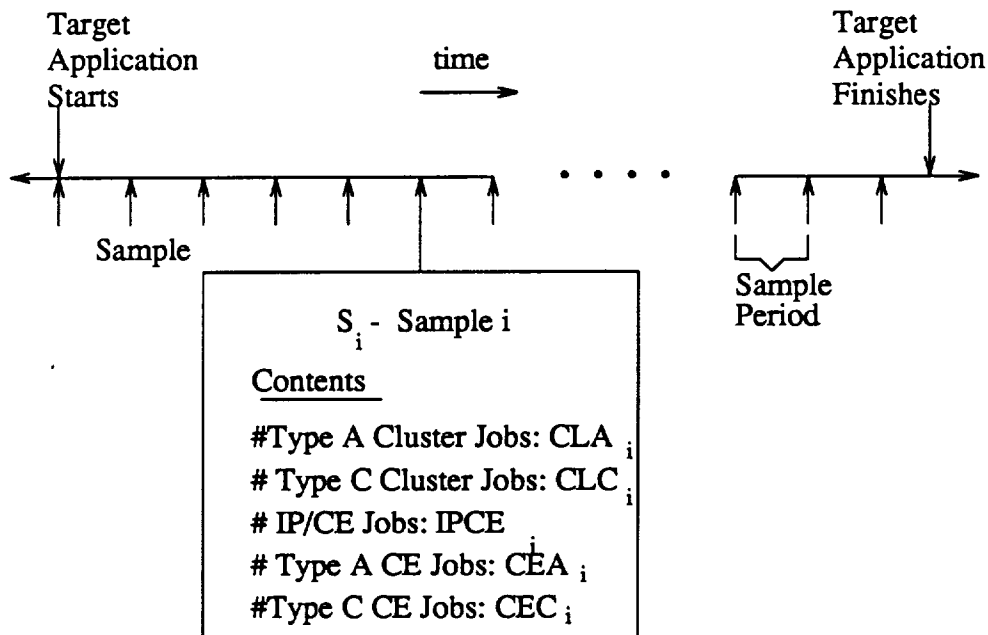 Target
Application
Starts
time
Target
Application
Finishes
Sample
Sample
Period
S i - Sample i
Contents
#Type A Cluster Jobs: CLA i
# Type C Cluster Jobs: CLC i
# IP/CE Jobs: IPCE i
# Type A CE Jobs: CEA i
#Type C CE Jobs: CEC i